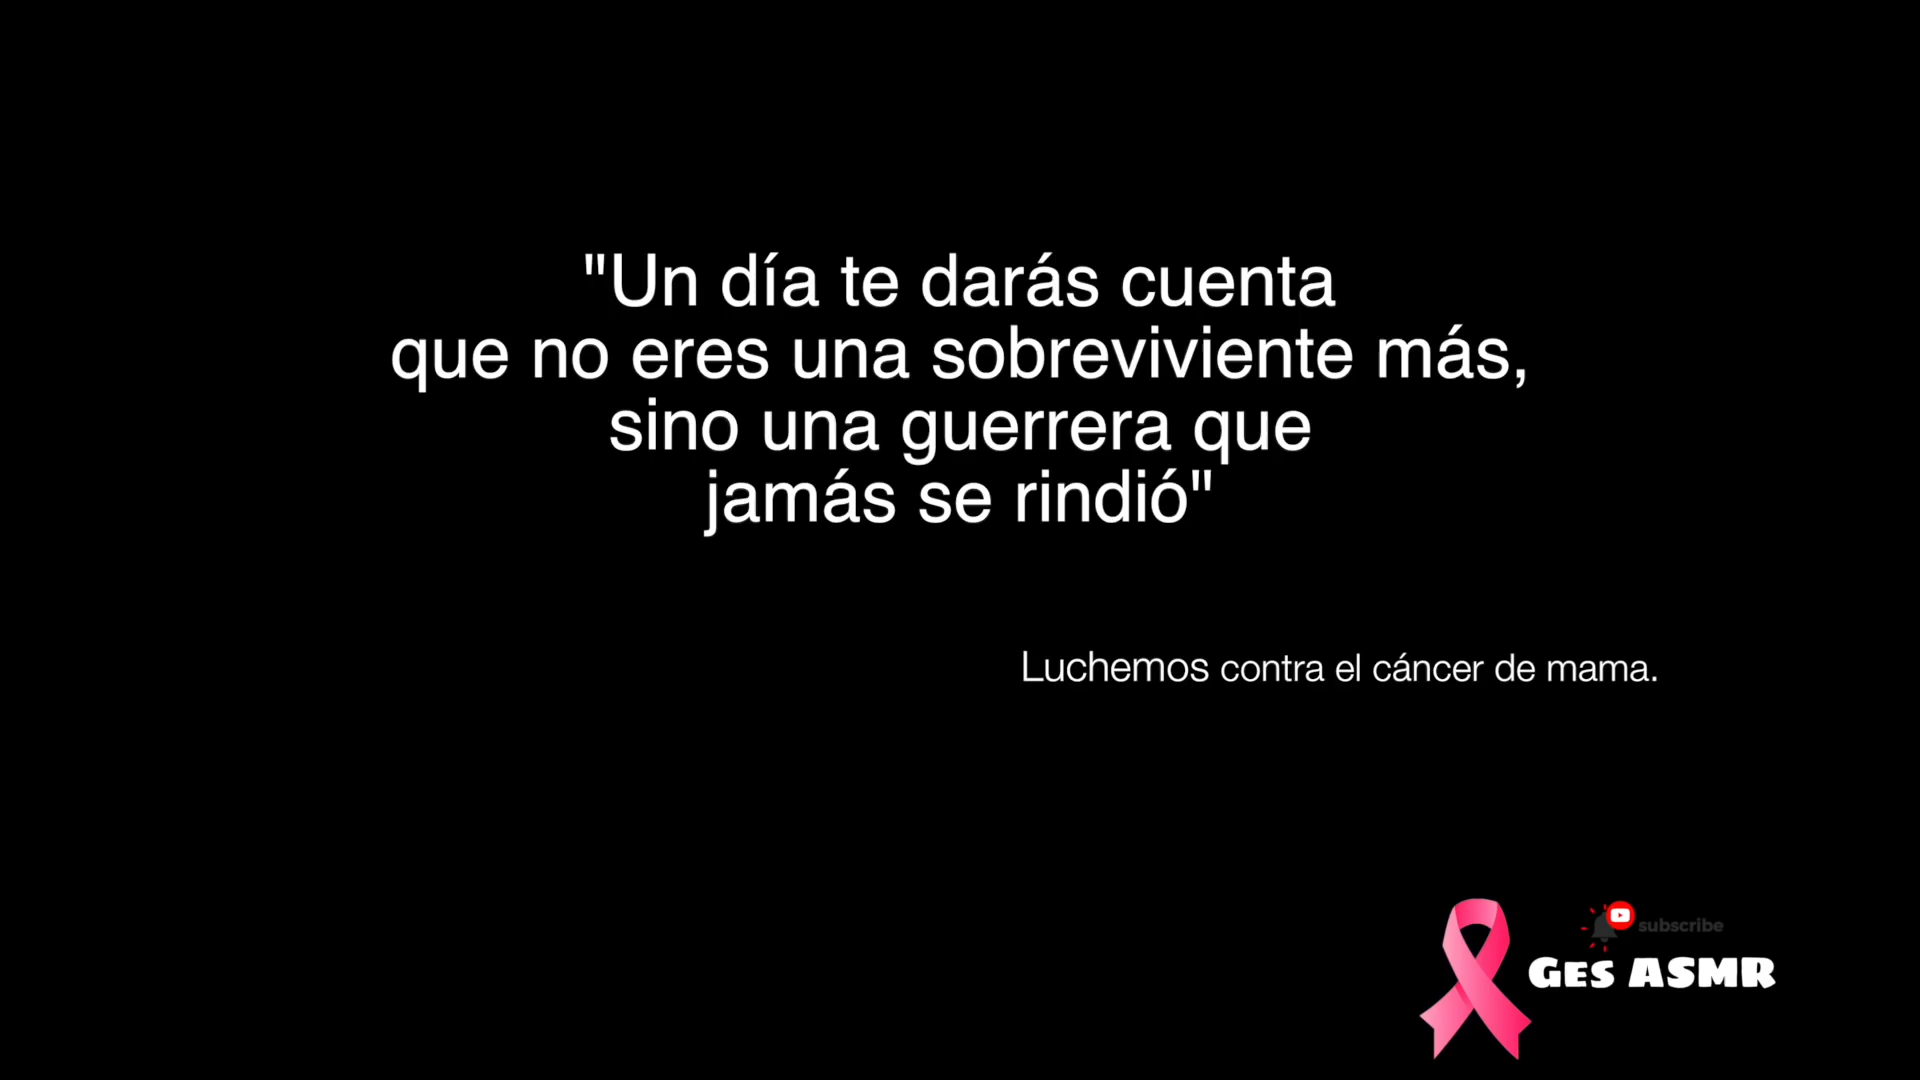 "Un día te darás cuenta
que no eres una sobreviviente más,
sino una guerrera que
jamás se rindió"
Luchemos contra el cáncer de mama.
subscribe
Ges ASMR